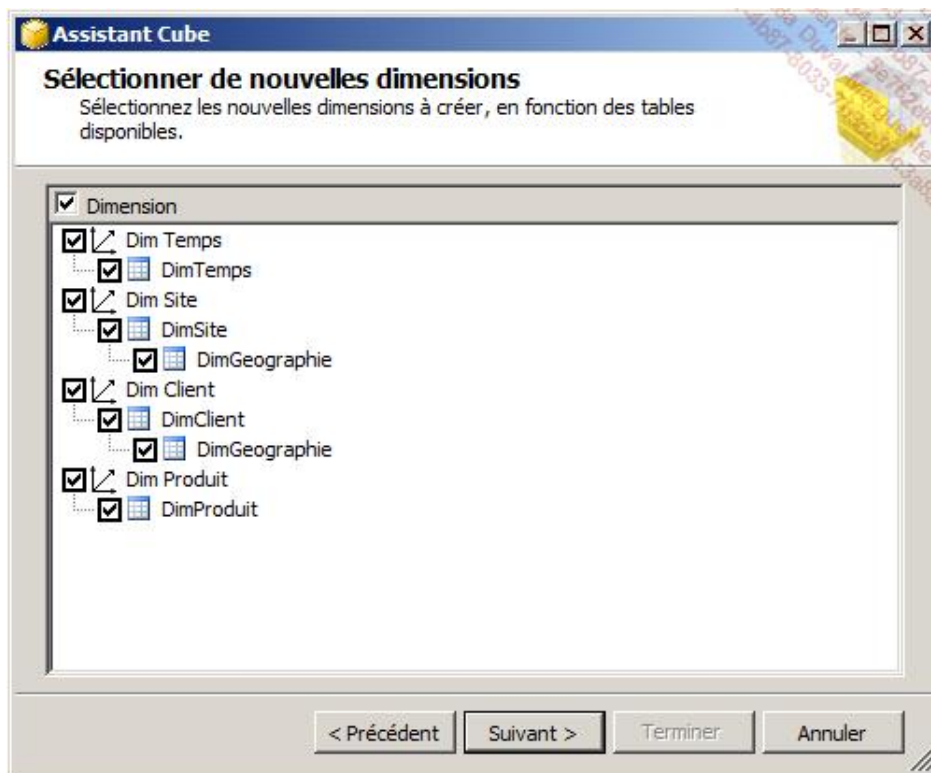 Assistant Cube
Sélectionner de nouvelles dimensions
Sélectionnez les nouvelles dimensions à créer, en fonction des tables
disponibles.
Dimension
Dim Temps
DimTemps
Dim Site
DimSite
DimGeographie
Dim Client
DimClient
DimGeographie
Dim Produit
DimProduit
< Précédent
Suivant >
Terminer
Annuler